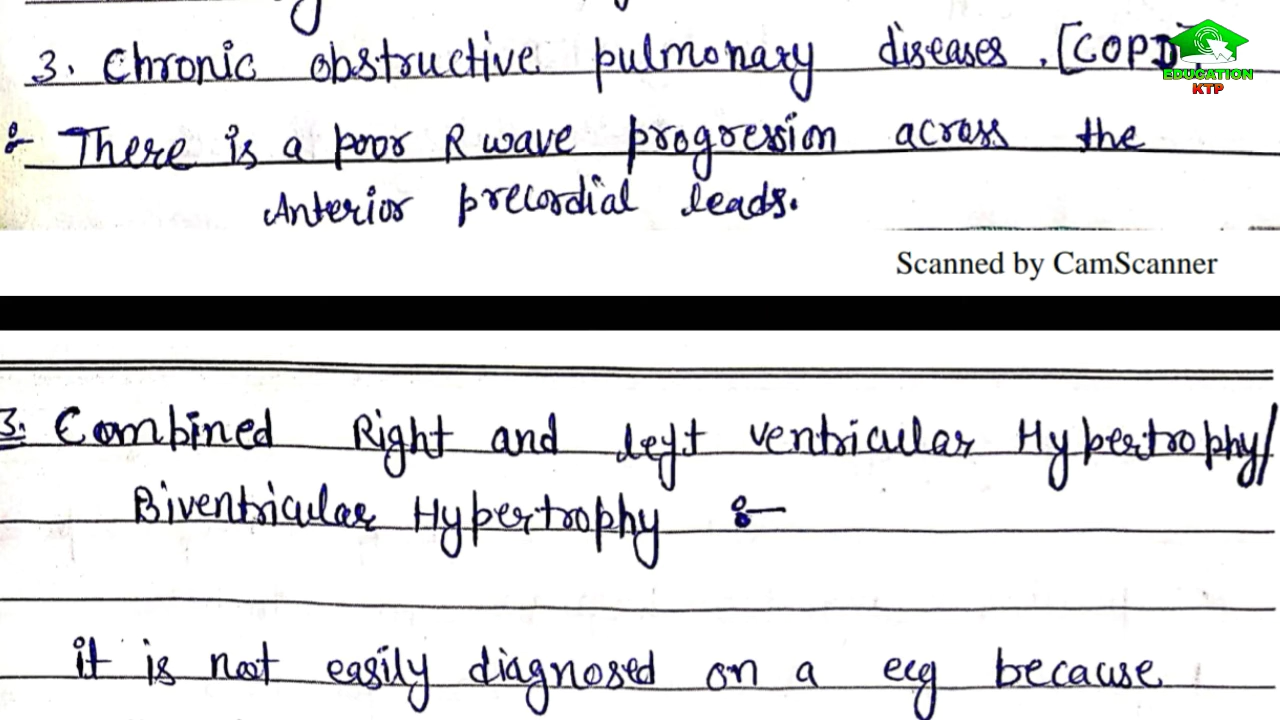 3. Chronic obstructive pulmonary diseases. [COPD]
EDUCATION
KTP
:- There is a poor R wave progression across the
Anterior precordial leads.
Scanned by CamScanner
3. Combined Right and left ventricular Hypertrophy/
Biventricular Hypertrophy :-
it is not easily diagnosed on a ecg because